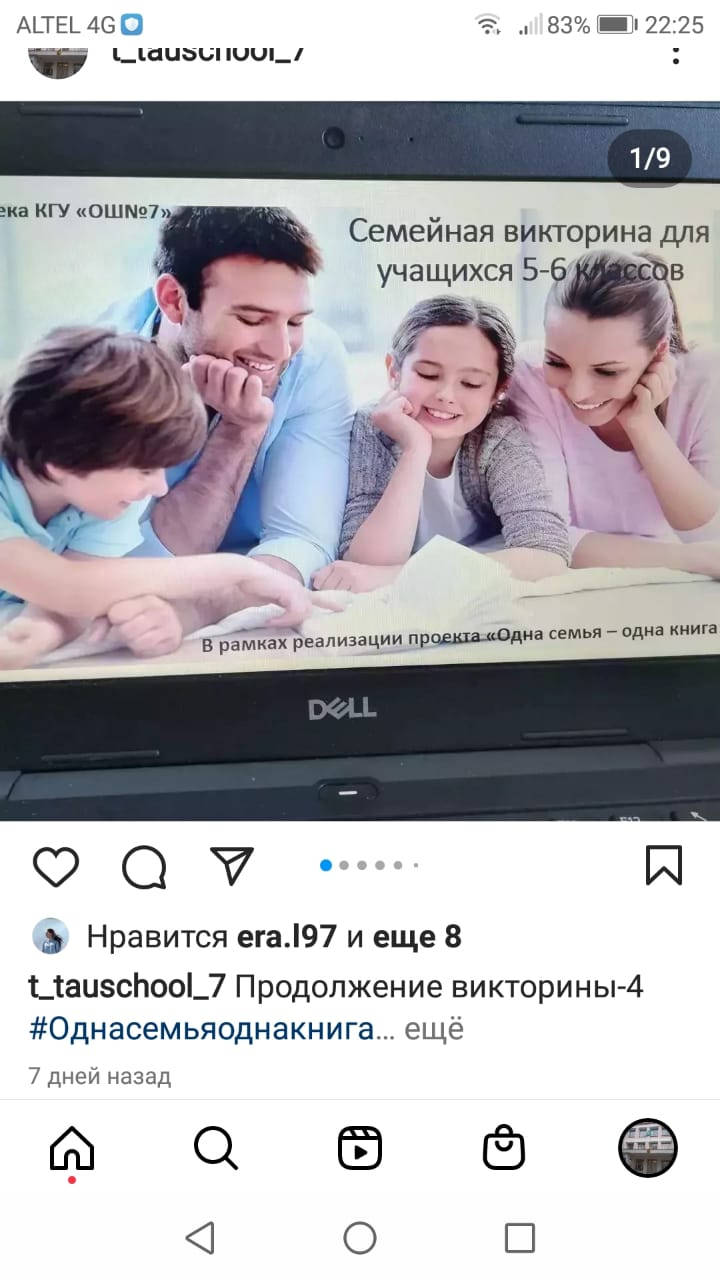 ALTEL 4G 83% 22:25
t_tauschool_7
1/9
ека КГУ «ОШ№7»
Семейная викторина для
учащихся 5-6 классов
В рамках реализации проекта «Одна семья – одна книга
DELL
F12
Нравится era.l97 и еще 8
t_tauschool_7 Продолжение викторины-4
#Однасемьяоднакнига... ещё
7 дней назад